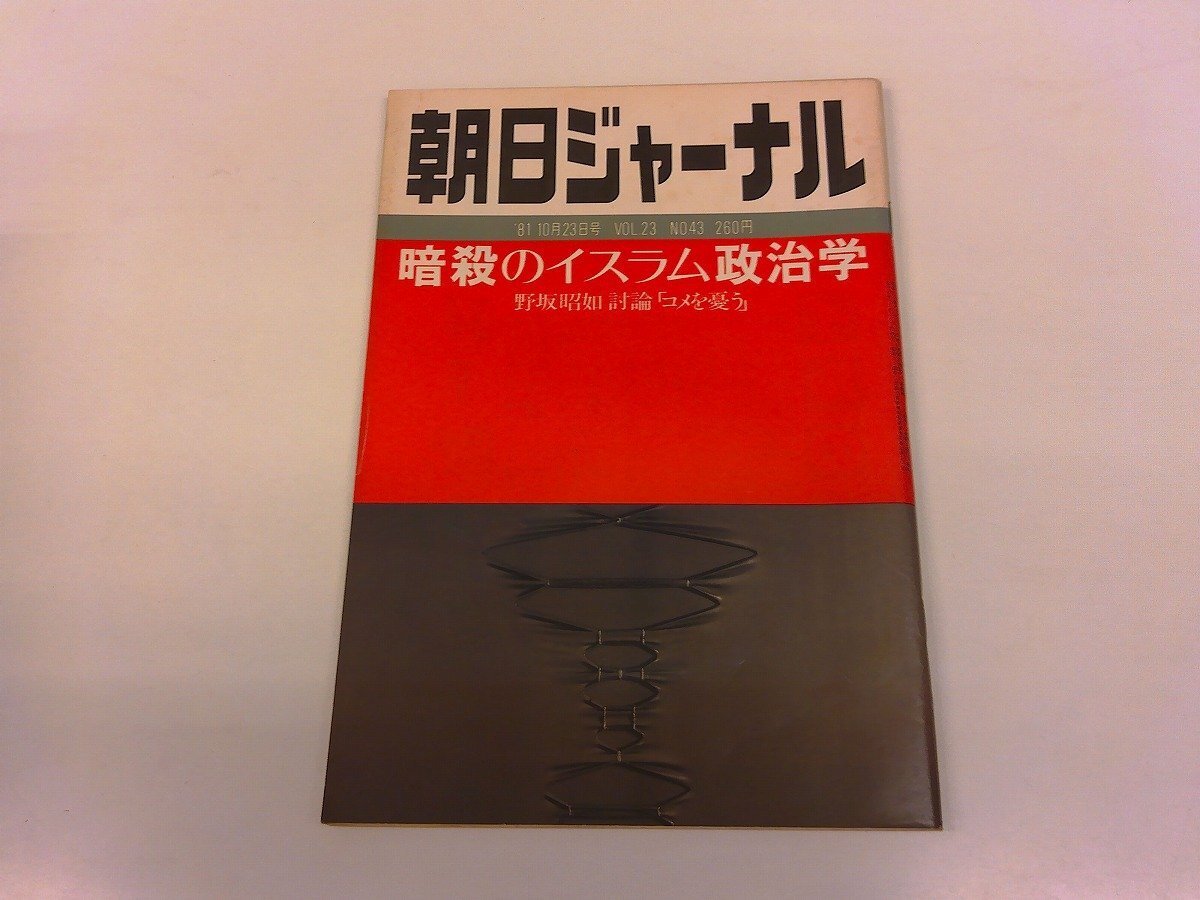 朝日ジャーナル
'81 10月23日号 VOL.23 NO43 260円
暗殺のイスラム政治学
野坂昭如 討論「コメを憂う」